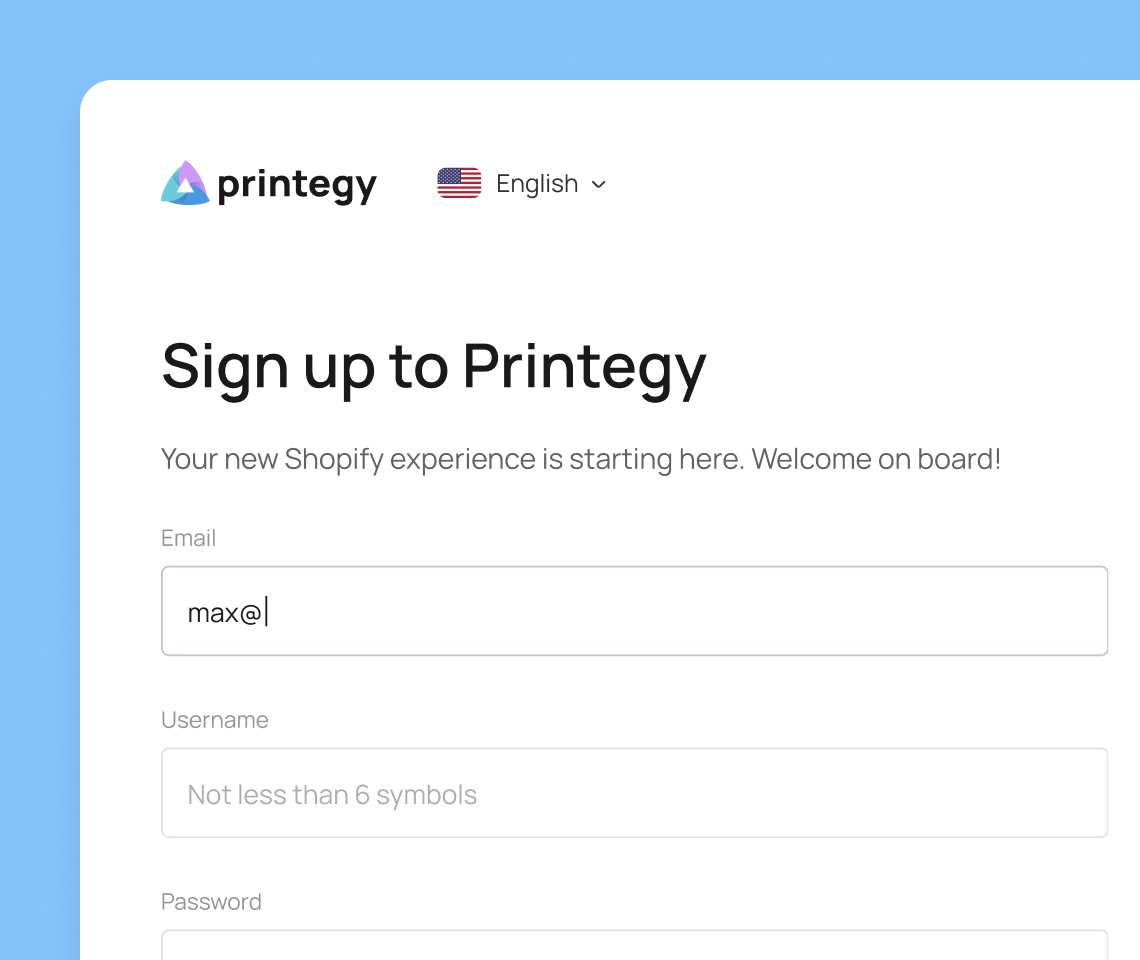 printegy
English
Sign up to Printegy
Your new Shopify experience is starting here. Welcome on board!
Email
max@
Username
Not less than 6 symbols
Password